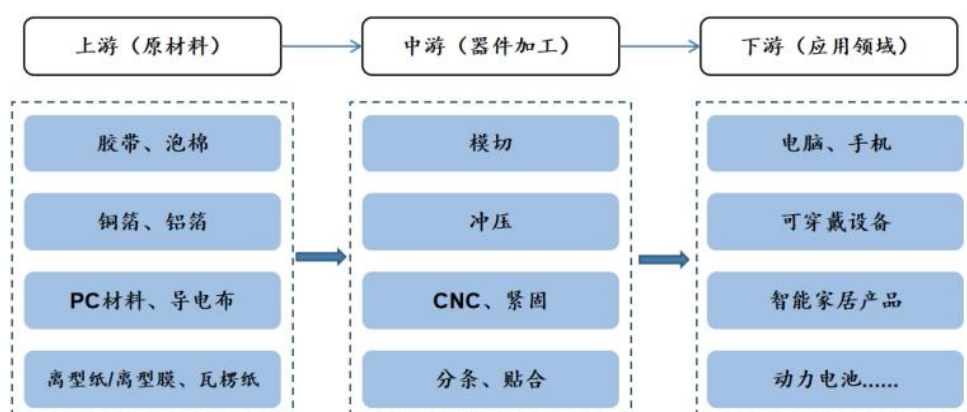 上游（原材料）
中游（器件加工）
下游（应用领域）
胶带、泡棉
模切
电脑、手机
铜箔、铝箔
冲压
可穿戴设备
PC材料、导电布
CNC、紧固
智能家居产品
离型纸/离型膜、瓦楞纸
分条、贴合
动力电池......